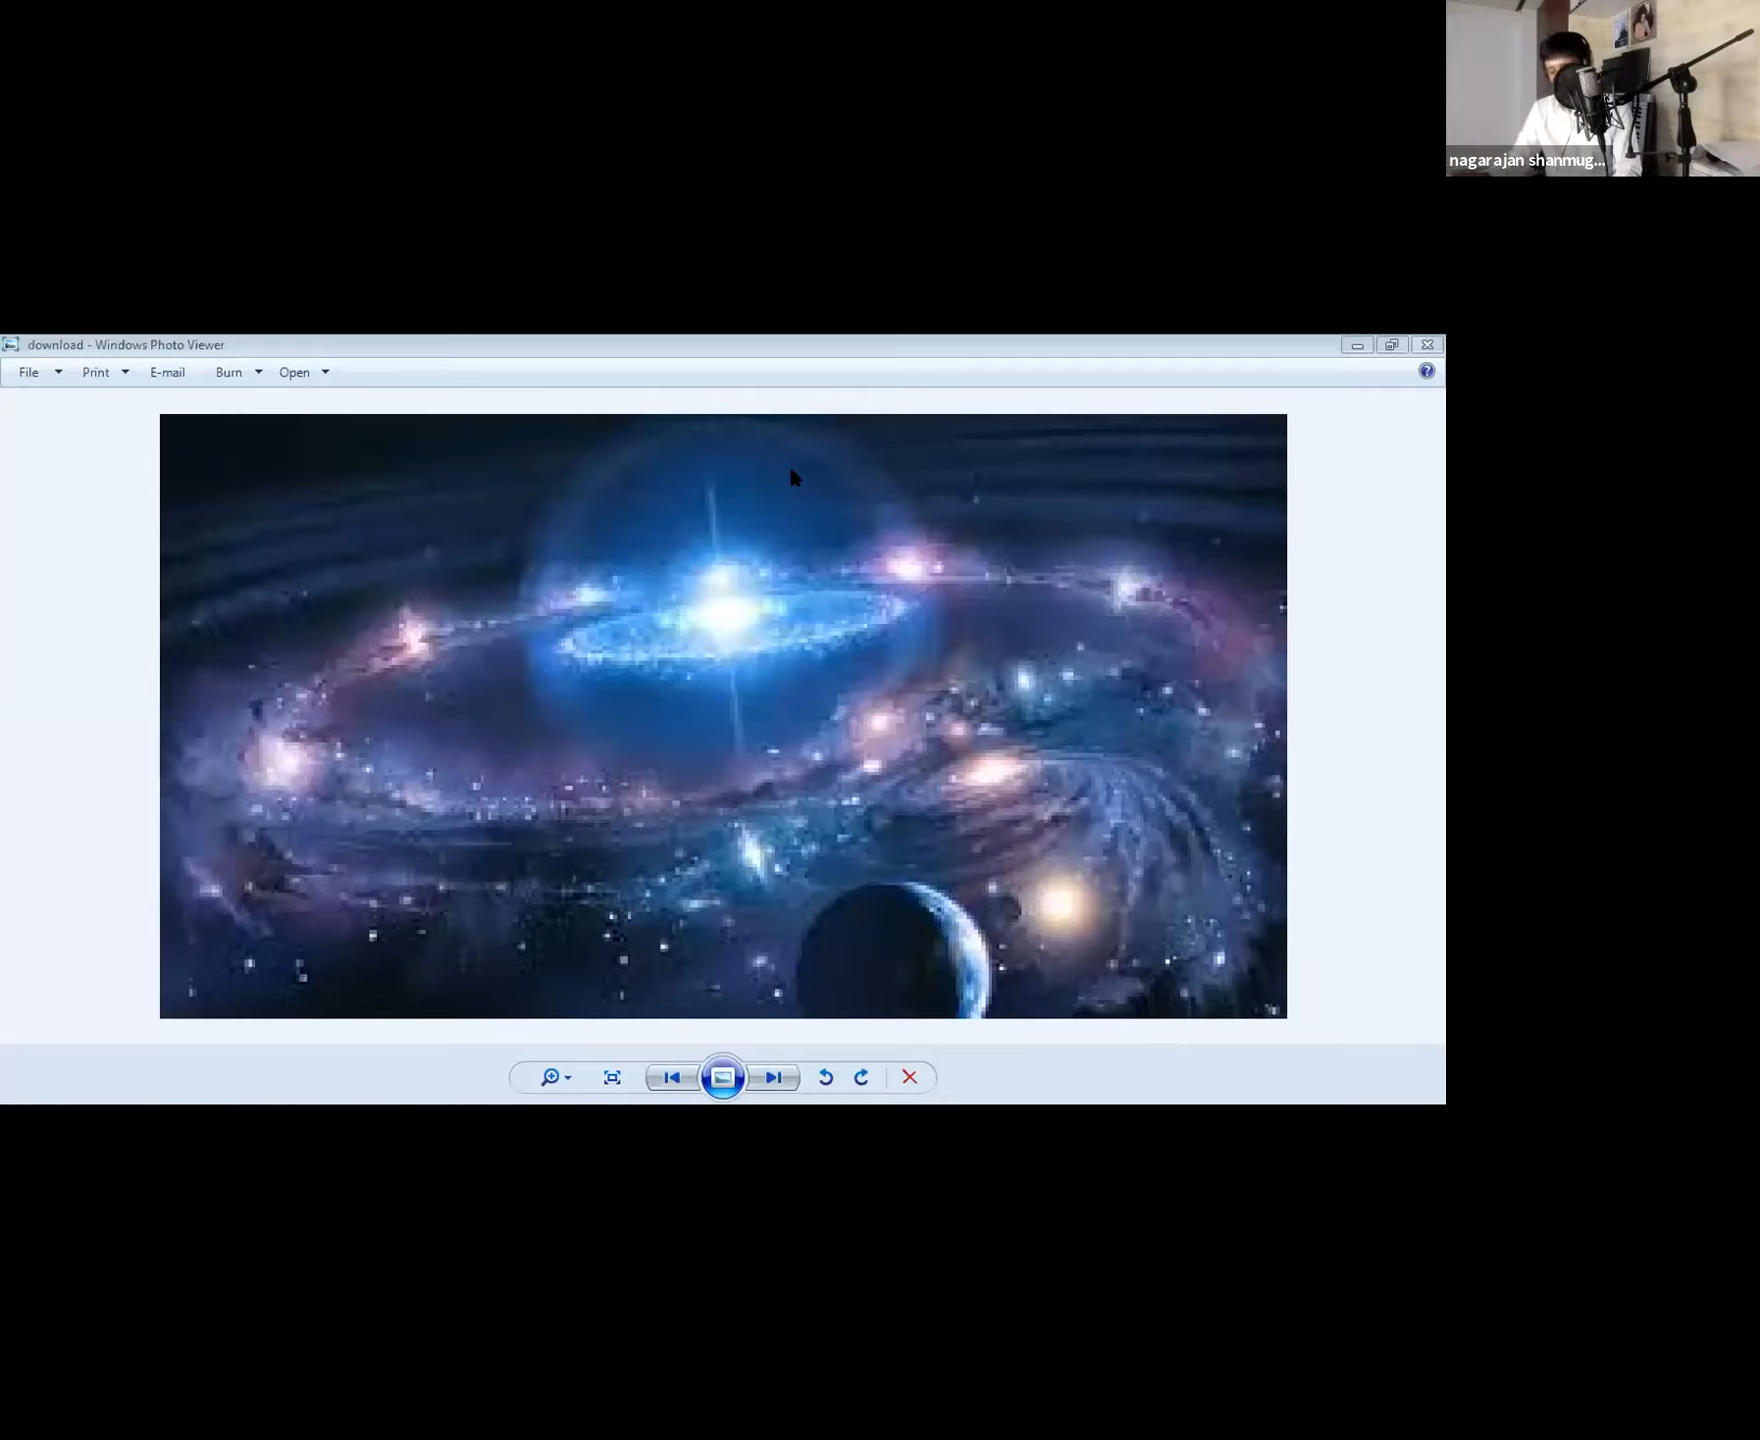 nagarajan shanmug...
download - Windows Photo Viewer
File Print E-mail Burn Open